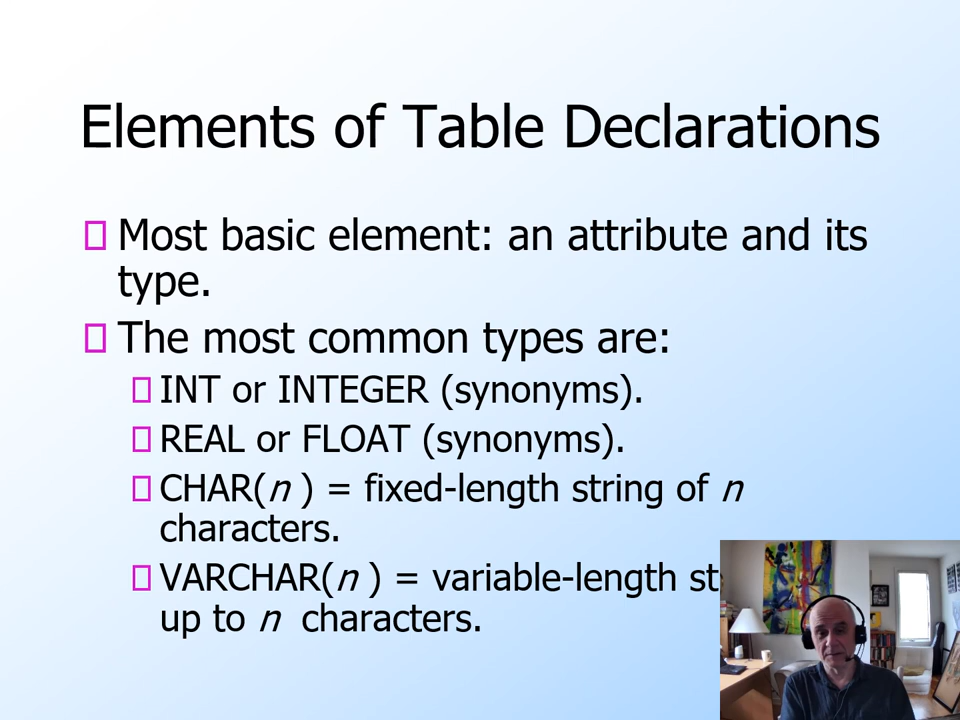 Elements of Table Declarations
Most basic element: an attribute and its
type.
The most common types are:
INT or INTEGER (synonyms).
REAL or FLOAT (synonyms).
CHAR(n ) = fixed-length string of n
characters.
VARCHAR(n ) = variable-length
up to n characters.